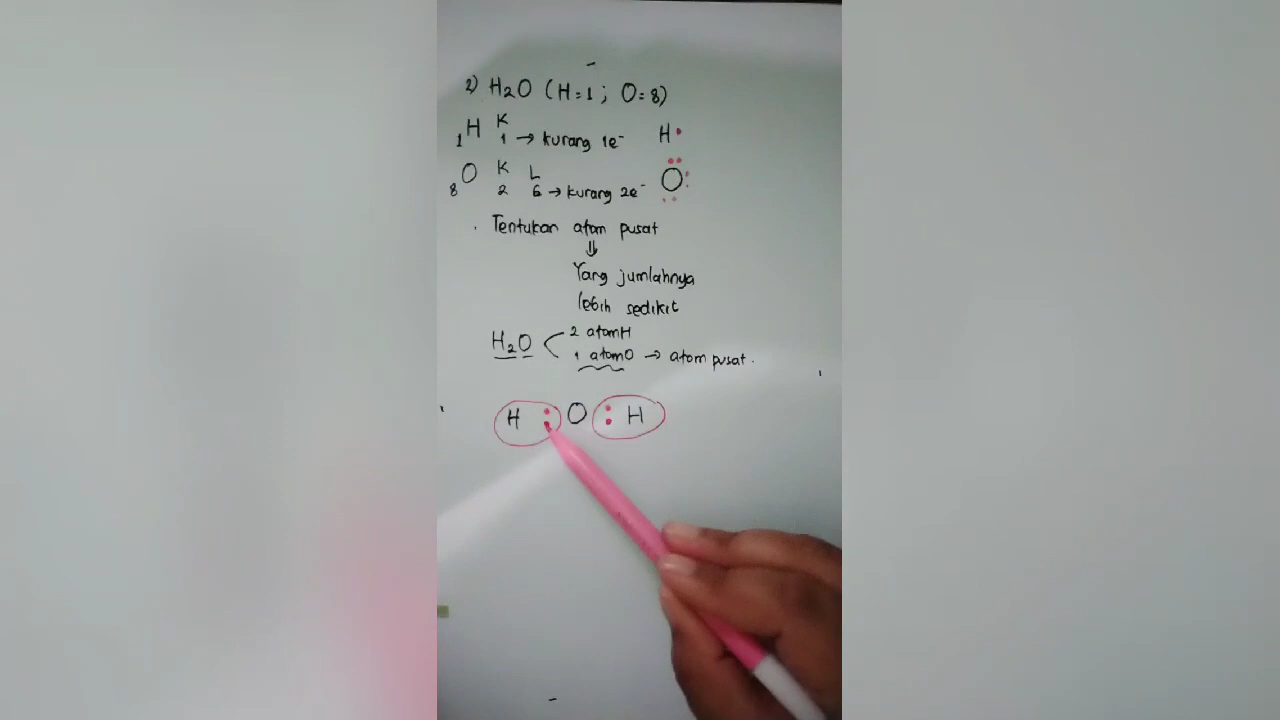 2) H₂O (H=1; O=8)
₁H K 1 → kurang 1e⁻ H•
₈O K 2 L 6 → kurang 2e⁻ O
Tentukan atom pusat
⇓
Yang jumlahnya
lebih sedikit
H₂O < 2 atom H
1 atom O → atom pusat.
H : O : H